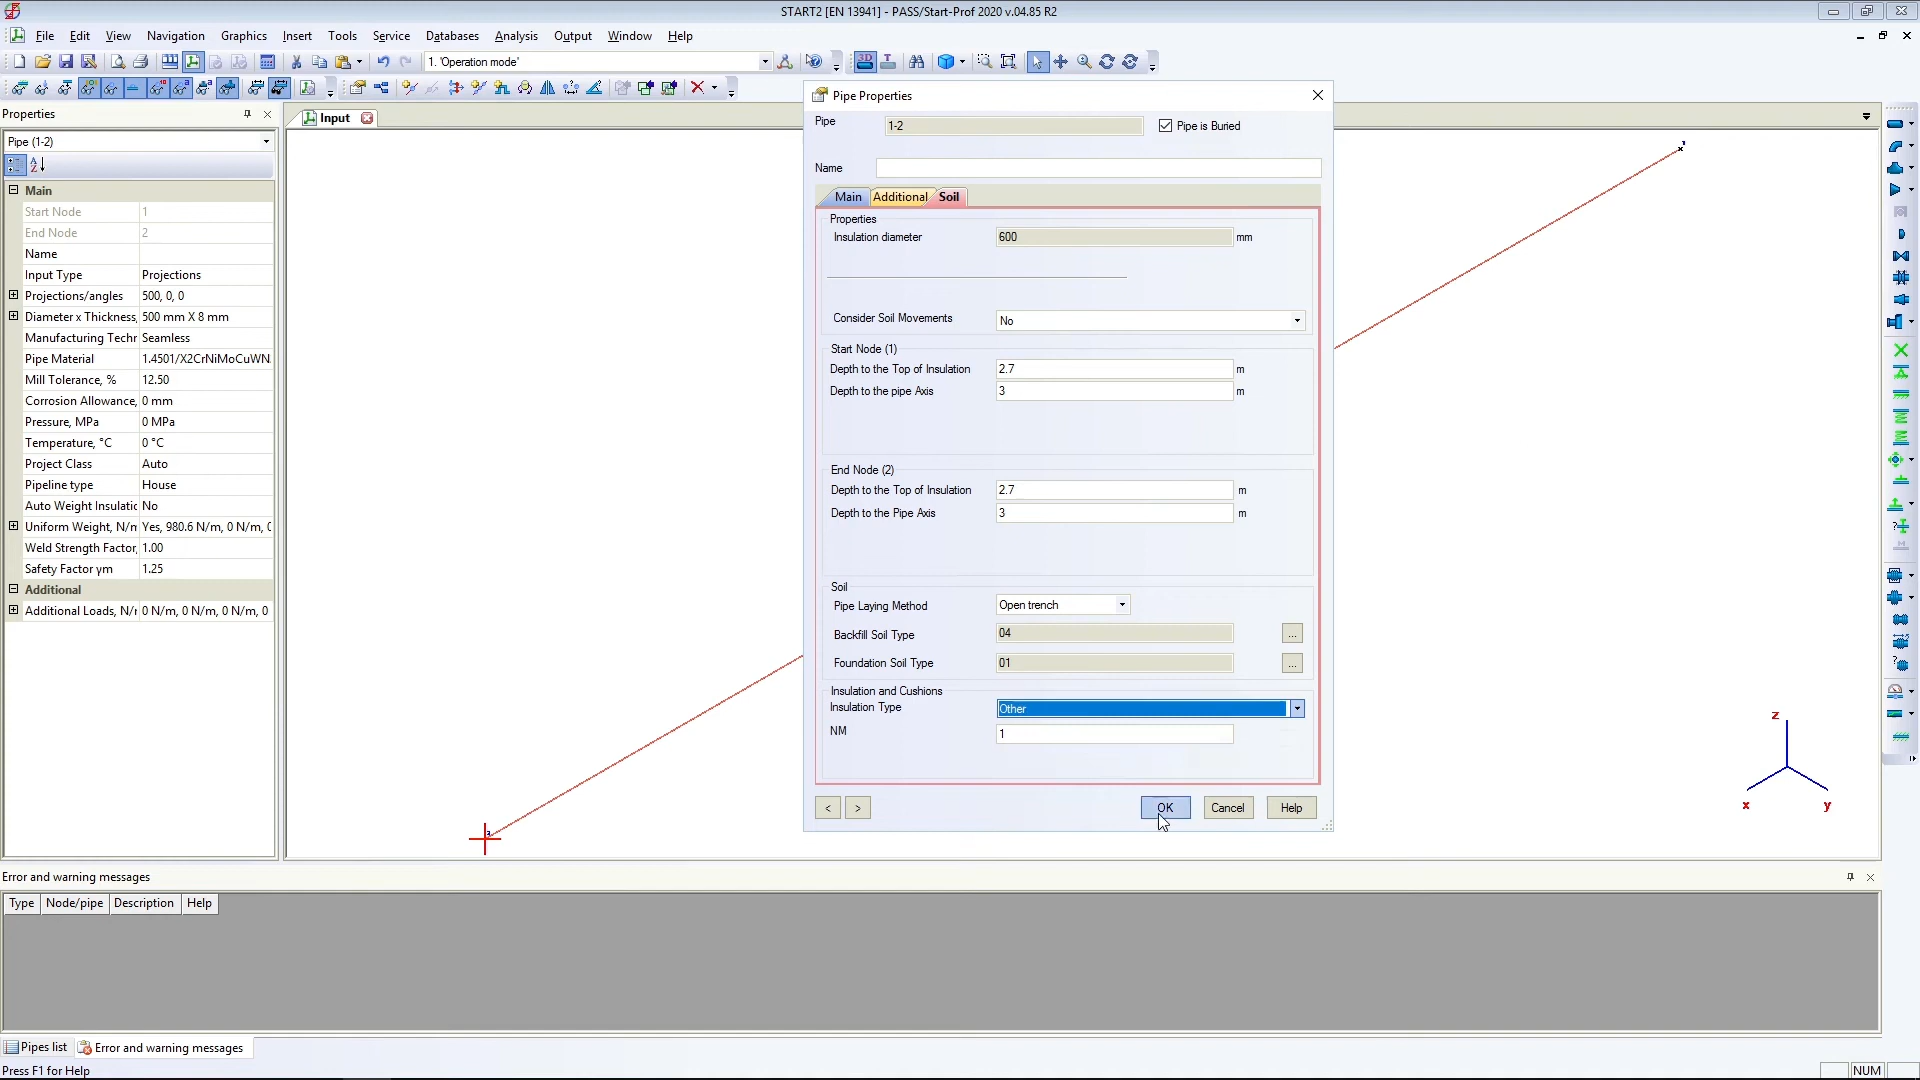 START2 [EN 13941] - PASS/Start-Prof 2020 v.04.85 R2
File Edit View Navigation Graphics Insert Tools Service Databases Analysis Output Window Help
1. 'Operation mode'
Properties
Input
Pipe (1-2)
Main
Start Node 1
End Node 2
Name
Input Type Projections
Projections/angles 500, 0, 0
Diameter x Thickness, 500 mm X 8 mm
Manufacturing Techr Seamless
Pipe Material 1.4501/X2CrNiMoCuWN
Mill Tolerance, % 12.50
Corrosion Allowance, 0 mm
Pressure, MPa 0 MPa
Temperature, °C 0 °C
Project Class Auto
Pipeline type House
Auto Weight Insulatic No
Uniform Weight, N/m Yes, 980.6 N/m, 0 N/m, 0
Weld Strength Factor, 1.00
Safety Factor γm 1.25
Additional
Additional Loads, N/m 0 N/m, 0 N/m, 0 N/m, 0
Pipe Properties
Pipe 1-2 Pipe is Buried
Name
Main Additional Soil
Properties
Insulation diameter 600 mm
Consider Soil Movements No
Start Node (1)
Depth to the Top of Insulation 2.7 m
Depth to the pipe Axis 3 m
End Node (2)
Depth to the Top of Insulation 2.7 m
Depth to the Pipe Axis 3 m
Soil
Pipe Laying Method Open trench
Backfill Soil Type 04 ...
Foundation Soil Type 01 ...
Insulation and Cushions
Insulation Type Other
NM 1
< > OK Cancel Help
z
x y
Error and warning messages
Type Node/pipe Description Help
Pipes list Error and warning messages
Press F1 for Help NUM